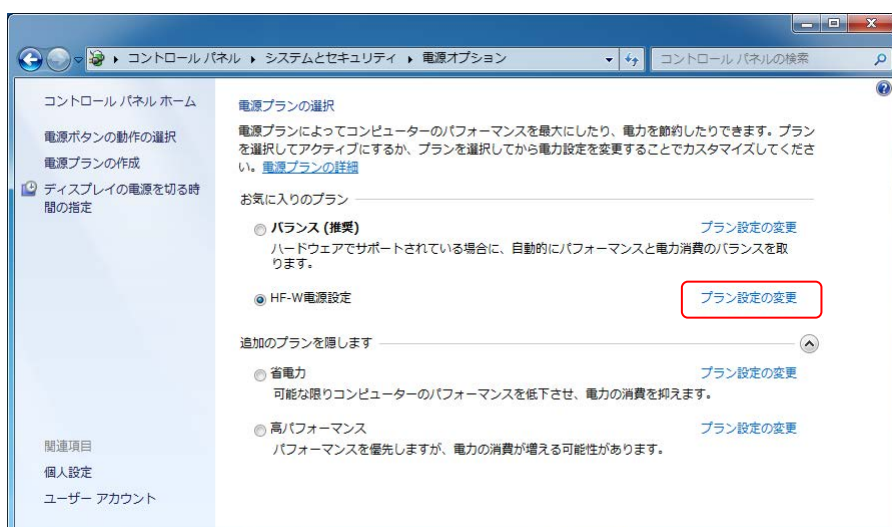 コントロール パネル ▸ システムとセキュリティ ▸ 電源オプション
コントロール パネルの検索
コントロール パネル ホーム
電源ボタンの動作の選択
電源プランの作成
ディスプレイの電源を切る時
間の指定
関連項目
個人設定
ユーザー アカウント
電源プランの選択
電源プランによってコンピューターのパフォーマンスを最大にしたり、電力を節約したりできます。プラン
を選択してアクティブにするか、プランを選択してから電力設定を変更することでカスタマイズしてくださ
い。電源プランの詳細
お気に入りのプラン
バランス (推奨) プラン設定の変更
ハードウェアでサポートされている場合に、自動的にパフォーマンスと電力消費のバランスを取
ります。
HF-W電源設定 プラン設定の変更
追加のプランを隠します
省電力 プラン設定の変更
可能な限りコンピューターのパフォーマンスを低下させ、電力の消費を抑えます。
高パフォーマンス プラン設定の変更
パフォーマンスを優先しますが、電力の消費が増える可能性があります。